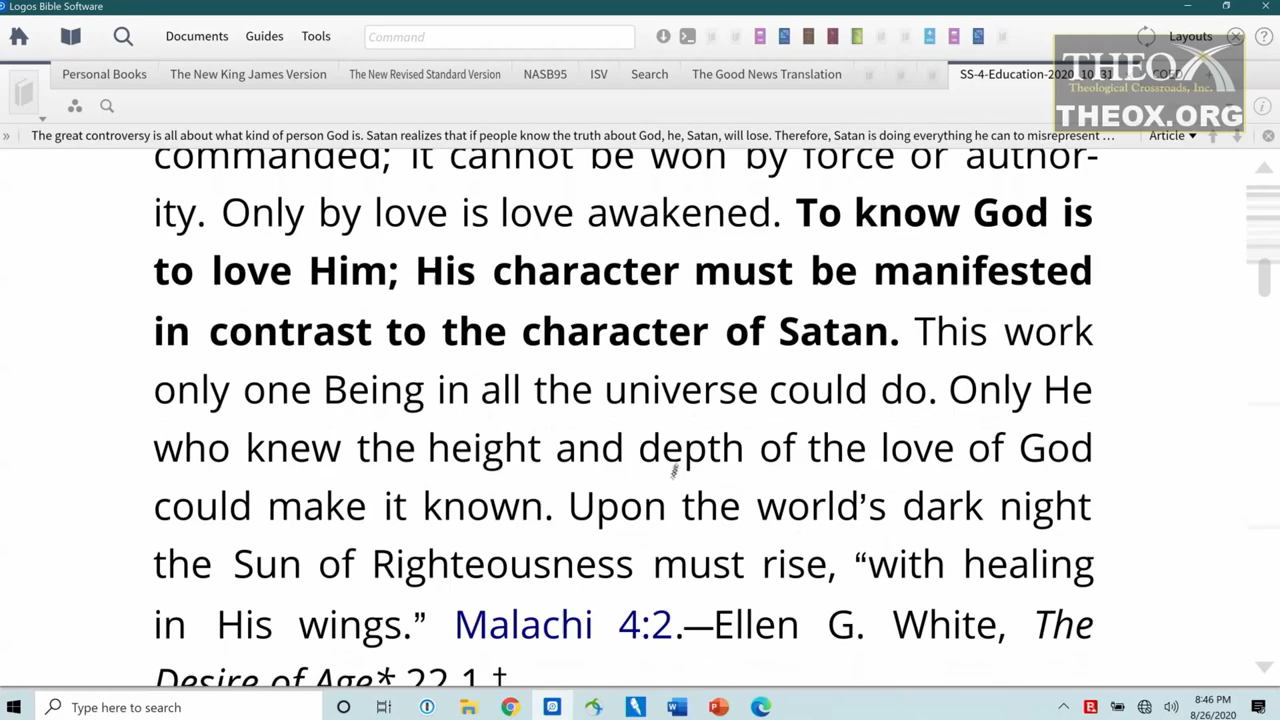 Logos Bible Software
Documents Guides Tools Command Layouts
Personal Books The New King James Version The New Revised Standard Version NASB95 ISV Search The Good News Translation SS-4-Education-2020_10_31
THEOX
Theological Crossroads, Inc.
THEOX.ORG
» The great controversy is all about what kind of person God is. Satan realizes that if people know the truth about God, he, Satan, will lose. Therefore, Satan is doing everything he can to misrepresent … Article
commanded; it cannot be won by force or author-
ity. Only by love is love awakened. To know God is
to love Him; His character must be manifested
in contrast to the character of Satan. This work
only one Being in all the universe could do. Only He
who knew the height and depth of the love of God
could make it known. Upon the world’s dark night
the Sun of Righteousness must rise, “with healing
in His wings.” Malachi 4:2.—Ellen G. White, The
Desire of Age* 22.1.†
Type here to search
8:46 PM
8/26/2020